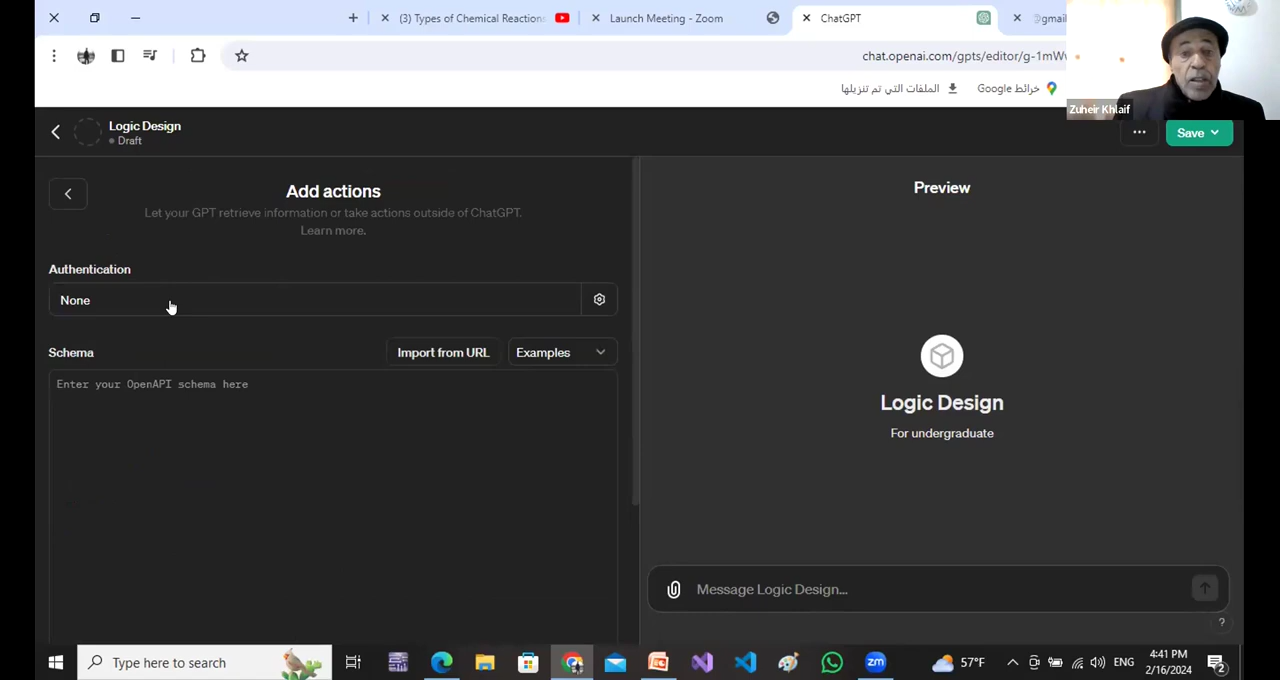 (3) Types of Chemical Reactions
Launch Meeting - Zoom
ChatGPT
@gmai
chat.openai.com/gpts/editor/g-1mW
الملفات التي تم تنزيلها
خرائط Google
Zuheir Khlaif
Logic Design
Draft
Save
Add actions
Let your GPT retrieve information or take actions outside of ChatGPT.
Learn more.
Authentication
None
Schema
Import from URL
Examples
Enter your OpenAPI schema here
Preview
Logic Design
For undergraduate
Message Logic Design...
?
Type here to search
57°F
ENG
4:41 PM
2/16/2024
2